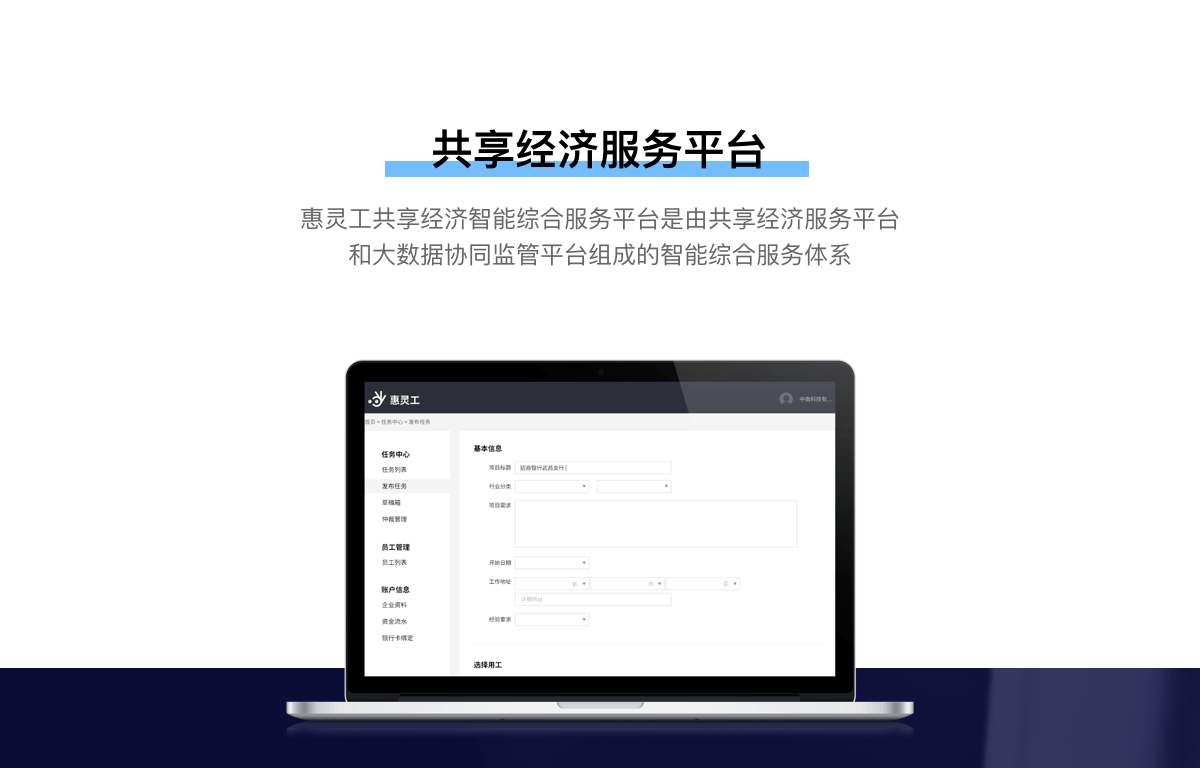 共享经济服务平台
惠灵工共享经济智能综合服务平台是由共享经济服务平台
和大数据协同监管平台组成的智能综合服务体系
惠灵工
中南科技有...
首页 > 任务中心 > 发布任务
任务中心
任务列表
发布任务
草稿箱
仲裁管理
员工管理
员工列表
账户信息
企业资料
资金流水
银行卡绑定
基本信息
项目标题 招商银行武昌支行
行业分类
项目需求
开始日期
工作地址 省 市 区
详细地址
经验要求
选择用工